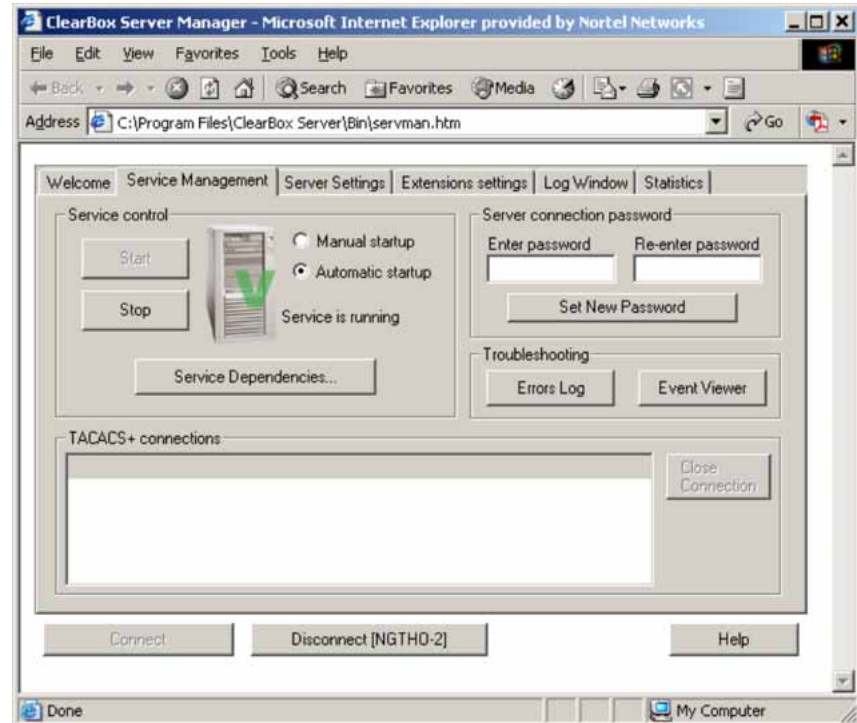 ClearBox Server Manager - Microsoft Internet Explorer provided by Nortel Networks
File Edit View Favorites Tools Help
Back Search Favorites Media
Address C:\Program Files\ClearBox Server\Bin\servman.htm Go
Welcome Service Management Server Settings Extensions settings Log Window Statistics
Service control
Start
Stop
Manual startup
Automatic startup
Service is running
Service Dependencies...
Server connection password
Enter password Re-enter password
Set New Password
Troubleshooting
Errors Log Event Viewer
TACACS+ connections
Close
Connection
Connect Disconnect [NGTHO-2] Help
Done My Computer